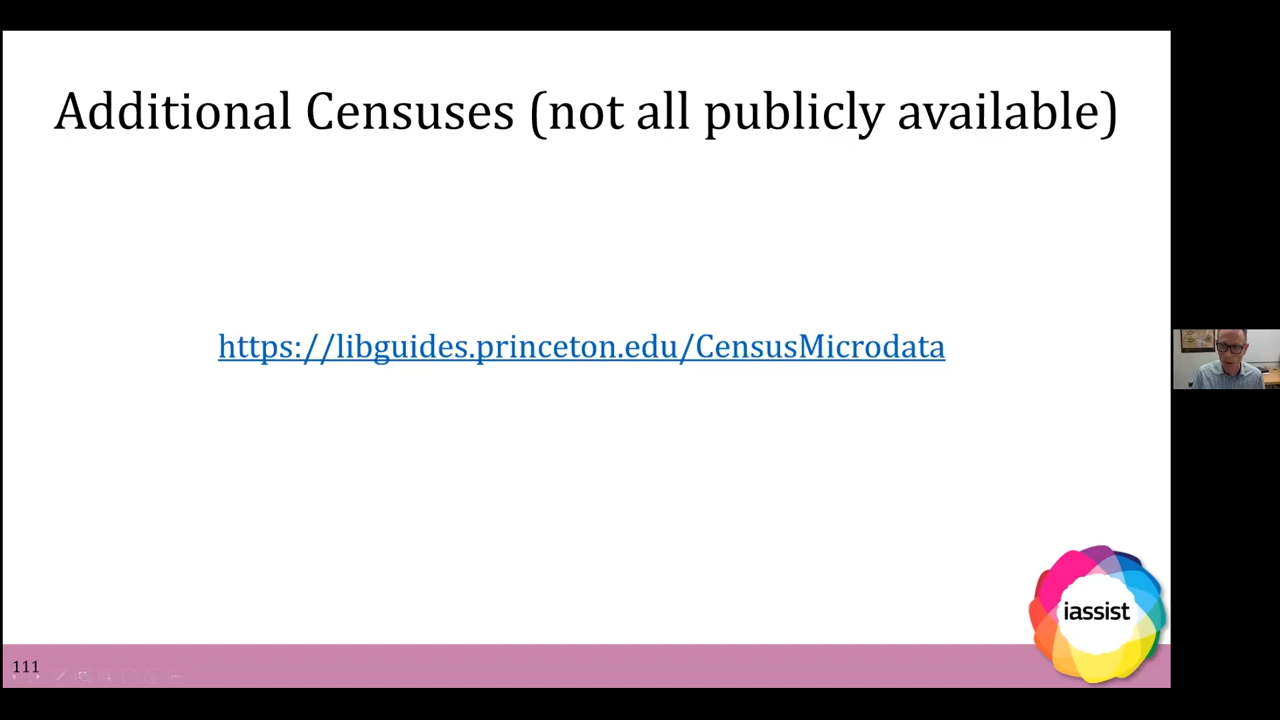 Additional Censuses (not all publicly available)
https://libguides.princeton.edu/CensusMicrodata
iassist
111